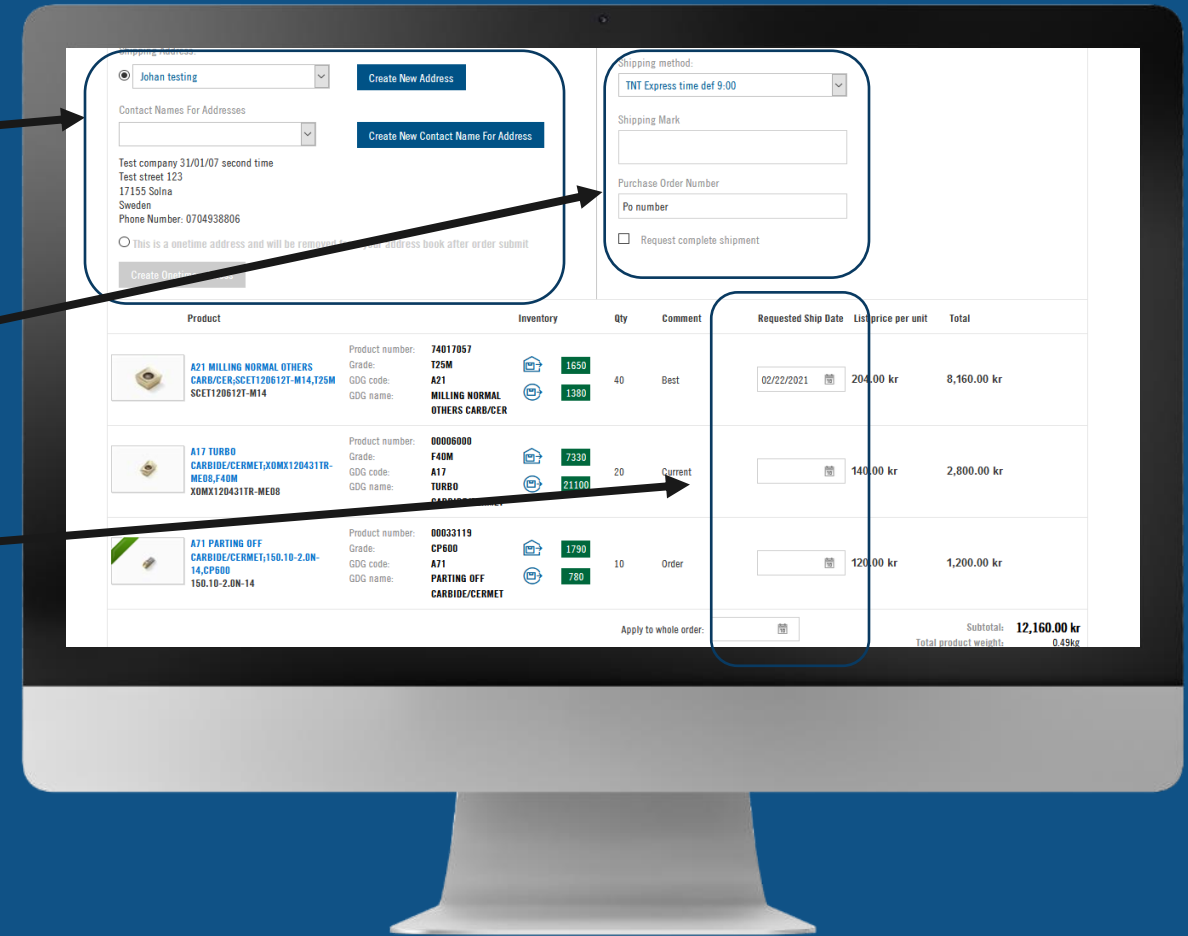 Shipping Address:
Johan testing
Create New Address
Contact Names For Addresses
Create New Contact Name For Address
Test company 31/01/07 second time
Test street 123
17155 Solna
Sweden
Phone Number: 0704938806
This is a onetime address and will be removed address book after order submit
Create
Shipping method:
TNT Express time def 9:00
Shipping Mark
Purchase Order Number
Po number
Request complete shipment
Product Inventory Qty Comment Requested Ship Date List price per unit Total
A21 MILLING NORMAL OTHERS
CARB/CER;SCET120612T-M14,T25M
SCET120612T-M14
Product number: 74017057
Grade: T25M
GDG code: A21
GDG name: MILLING NORMAL
OTHERS CARB/CER
1650
1380
40 Best 02/22/2021 204.00 kr 8,160.00 kr
A17 TURBO
CARBIDE/CERMET;XOMX120431TR-
ME08,F40M
XOMX120431TR-ME08
Product number: 00006000
Grade: F40M
GDG code: A17
GDG name: TURBO
CARBIDE/CERMET
7330
21100
20 Current 140.00 kr 2,800.00 kr
A71 PARTING OFF
CARBIDE/CERMET;150.10-2.0N-
14,CP600
150.10-2.0N-14
Product number: 00033119
Grade: CP600
GDG code: A71
GDG name: PARTING OFF
CARBIDE/CERMET
1790
780
10 Order 120.00 kr 1,200.00 kr
Apply to whole order:
Subtotal: 12,160.00 kr
Total product weight: 0.49kg